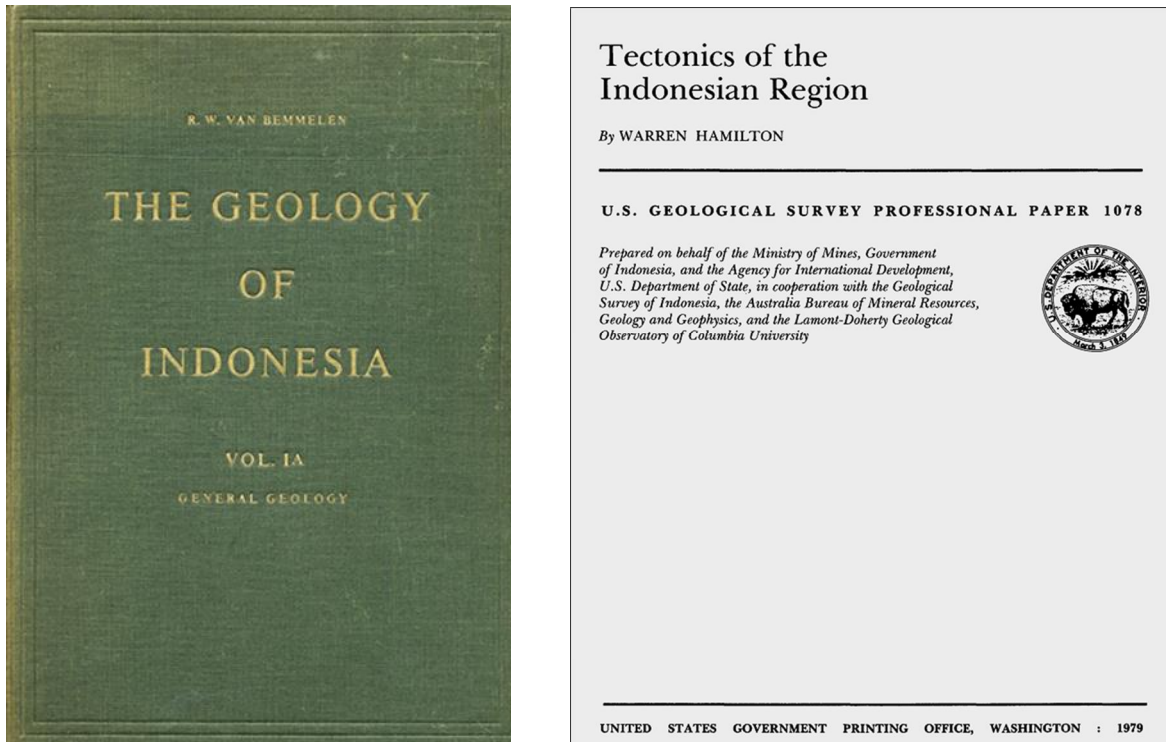 R. W. VAN BEMMELEN
THE GEOLOGY
OF
INDONESIA
VOL. IA
GENERAL GEOLOGY
Tectonics of the
Indonesian Region
By WARREN HAMILTON
U.S. GEOLOGICAL SURVEY PROFESSIONAL PAPER 1078
Prepared on behalf of the Ministry of Mines, Government
of Indonesia, and the Agency for International Development,
U.S. Department of State, in cooperation with the Geological
Survey of Indonesia, the Australia Bureau of Mineral Resources,
Geology and Geophysics, and the Lamont-Doherty Geological
Observatory of Columbia University
U.S. DEPARTMENT OF THE INTERIOR
March 3, 1849
UNITED STATES GOVERNMENT PRINTING OFFICE, WASHINGTON : 1979